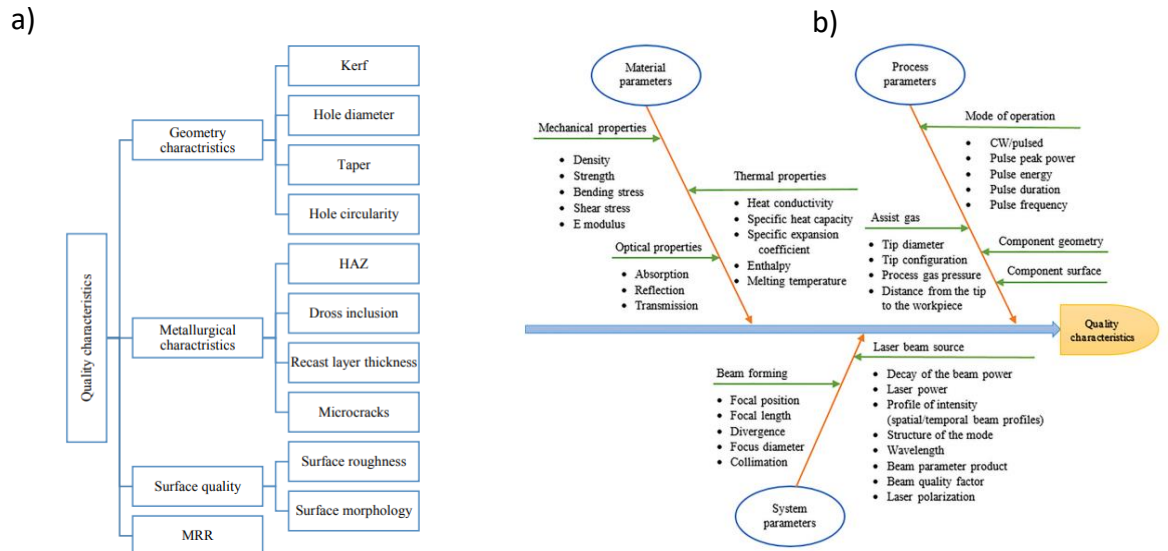 a)
Quality characteristics
Geometry
charctristics
Kerf
Hole diameter
Taper
Hole circularity
Metallurgical
charctristics
HAZ
Dross inclusion
Recast layer thickness
Microcracks
Surface quality
Surface roughness
Surface morphology
MRR
b)
Material
parameters
Mechanical properties
• Density
• Strength
• Bending stress
• Shear stress
• E modulus
Thermal properties
• Heat conductivity
• Specific heat capacity
• Specific expansion
coefficient
• Enthalpy
• Melting temperature
Optical properties
• Absorption
• Reflection
• Transmission
Process
parameters
Mode of operation
• CW/pulsed
• Pulse peak power
• Pulse energy
• Pulse duration
• Pulse frequency
Assist gas
• Tip diameter
• Tip configuration
• Process gas pressure
• Distance from the tip
to the workpiece
Component geometry
Component surface
Quality
characteristics
Beam forming
• Focal position
• Focal length
• Divergence
• Focus diameter
• Collimation
Laser beam source
• Decay of the beam power
• Laser power
• Profile of intensity
(spatial/temporal beam profiles)
• Structure of the mode
• Wavelength
• Beam parameter product
• Beam quality factor
• Laser polarization
System
parameters